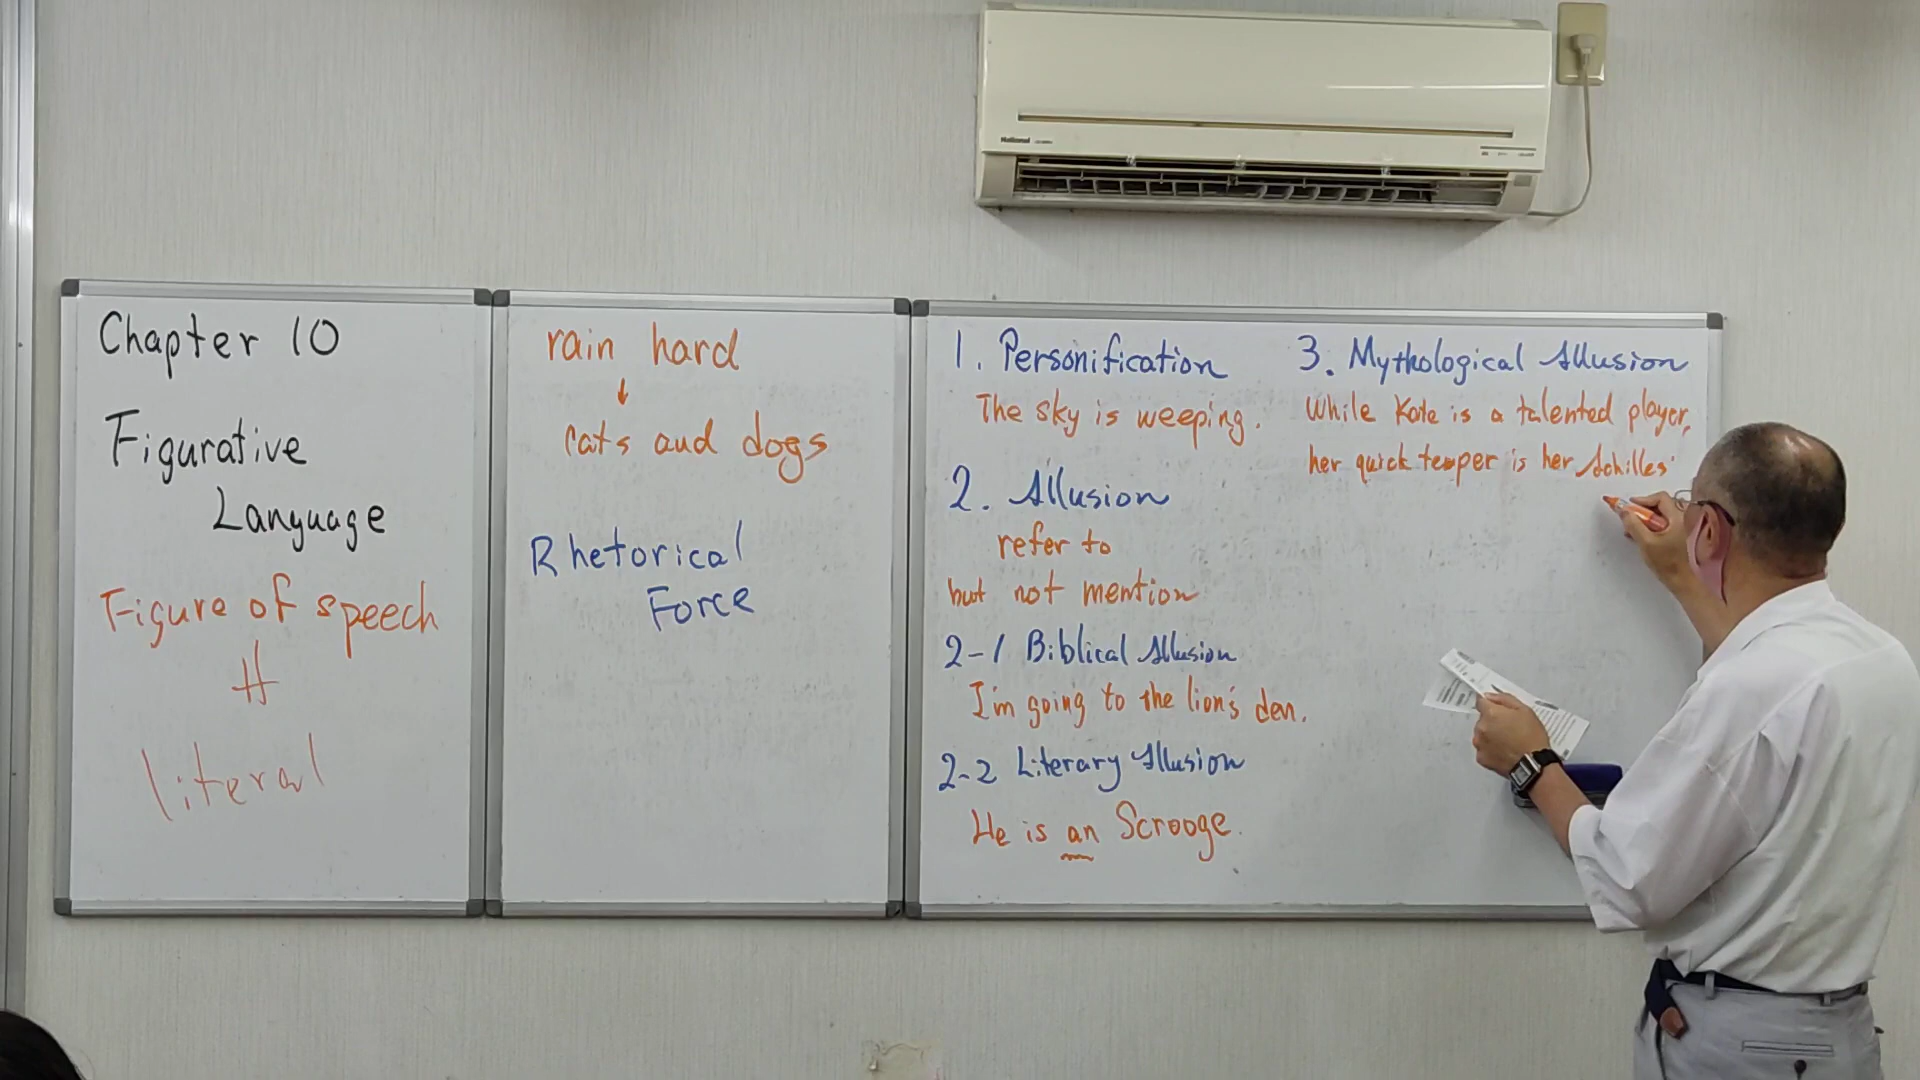 Chapter 10
Figurative
Language
Figure of speech
literal
rain hard
↓
cats and dogs
Rhetorical
Force
1. Personification
The sky is weeping.
2. Allusion
refer to
but not mention
2-1 Biblical Allusion
I'm going to the lion's den.
2-2 Literary Allusion
He is an Scrooge.
3. Mythological Allusion
While Kate is a talented player,
her quick temper is her Achilles'
National